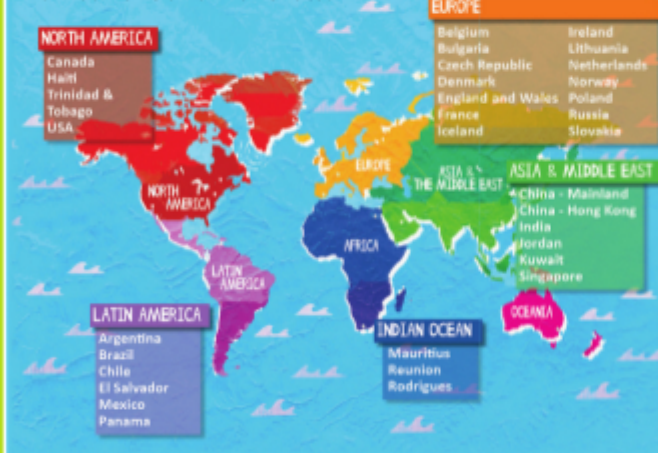 EUROPE
Belgium
Bulgaria
Czech Republic
Denmark
England and Wales
France
Iceland
Ireland
Lithuania
Netherlands
Norway
Poland
Russia
Slovakia
NORTH AMERICA
Canada
Haiti
Trinidad &
Tobago
USA
NORTH
AMERICA
EUROPE
ASIA &
THE MIDDLE EAST
ASIA & MIDDLE EAST
China - Mainland
China - Hong Kong
India
Jordan
Kuwait
Singapore
AFRICA
LATIN
AMERICA
OCEANIA
LATIN AMERICA
Argentina
Brazil
Chile
El Salvador
Mexico
Panama
INDIAN OCEAN
Mauritius
Reunion
Rodrigues